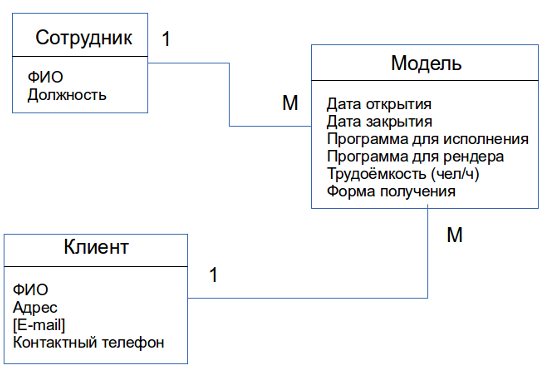 Сотрудник
ФИО
Должность
1
M
Модель
Дата открытия
Дата закрытия
Программа для исполнения
Программа для рендера
Трудоёмкость (чел/ч)
Форма получения
M
Клиент
ФИО
Адрес
[E-mail]
Контактный телефон
1